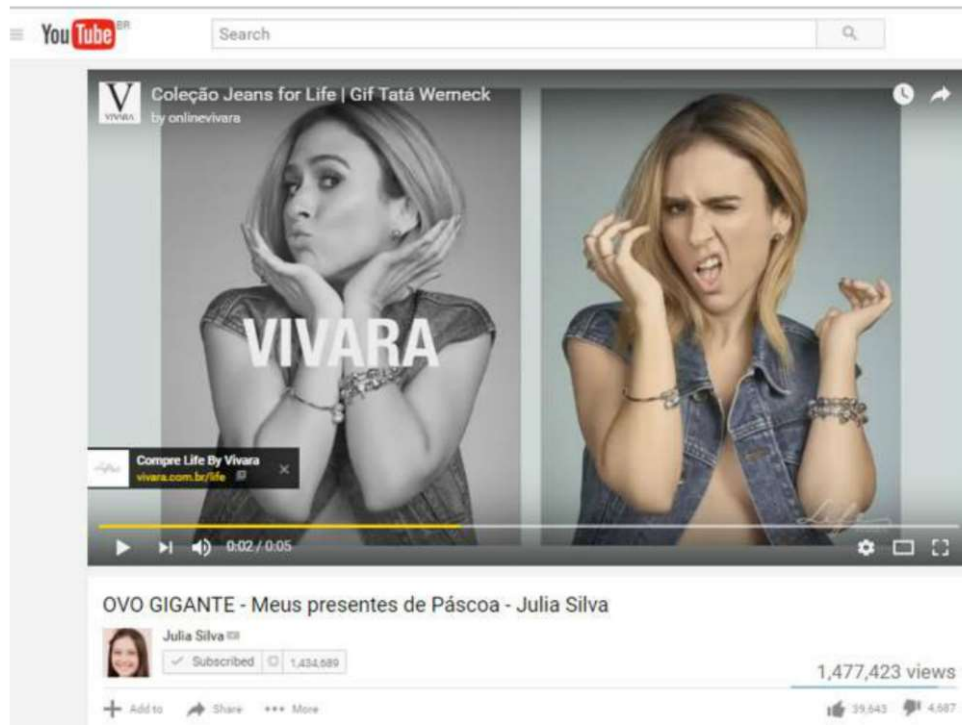 YouTube BR
Search
VIVARA
Coleção Jeans for Life | Gif Tatá Werneck
by onlinevivara
VIVARA
Compre Life By Vivara
vivara.com.br/life
Life
0:02 / 0:05
OVO GIGANTE - Meus presentes de Páscoa - Julia Silva
Julia Silva
Subscribed 1,434,689
1,477,423 views
Add to Share More
39,643 4,687